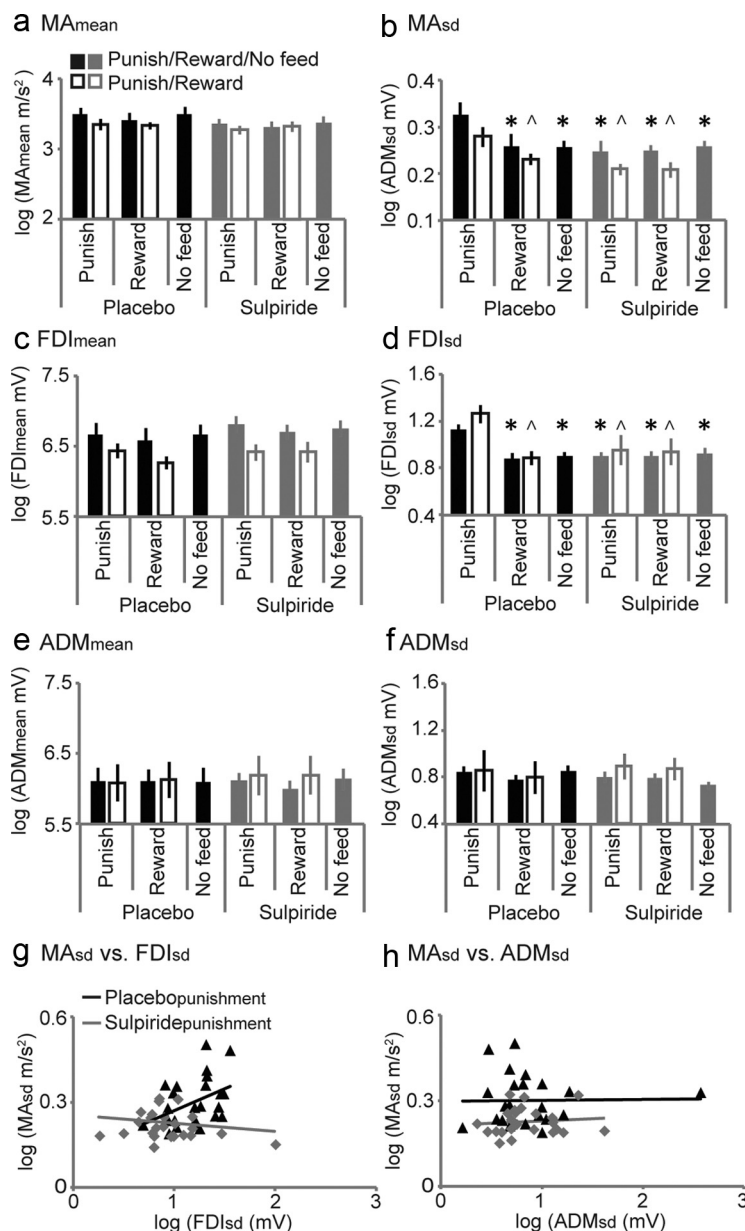 a MAmean
Punish/Reward/No feed
Punish/Reward
log (MAmean m/s²)
4
3
2
Punish
Reward
No feed
Punish
Reward
No feed
Placebo
Sulpiride
b MAsd
log (ADMsd mV)
0.4
0.3
0.2
0.1
* ^ * * ^ * ^ *
Punish
Reward
No feed
Punish
Reward
No feed
Placebo
Sulpiride
c FDImean
log (FDImean mV)
7.5
6.5
5.5
Punish
Reward
No feed
Punish
Reward
No feed
Placebo
Sulpiride
d FDIsd
log (FDIsd mV)
1.6
1.2
0.8
0.4
* ^ * * ^ * ^ *
Punish
Reward
No feed
Punish
Reward
No feed
Placebo
Sulpiride
e ADMmean
log (ADMmean mV)
7.5
6.5
5.5
Punish
Reward
No feed
Punish
Reward
No feed
Placebo
Sulpiride
f ADMsd
log (ADMsd mV)
1.6
1.2
0.8
0.4
Punish
Reward
No feed
Punish
Reward
No feed
Placebo
Sulpiride
g MAsd vs. FDIsd
Placebopunishment
Sulpiridepunishment
log (MAsd m/s²)
0.6
0.3
0
0 1 2 3
log (FDIsd (mV)
h MAsd vs. ADMsd
log (MAsd m/s²)
0.6
0.3
0
0 1 2 3
log (ADMsd (mV)